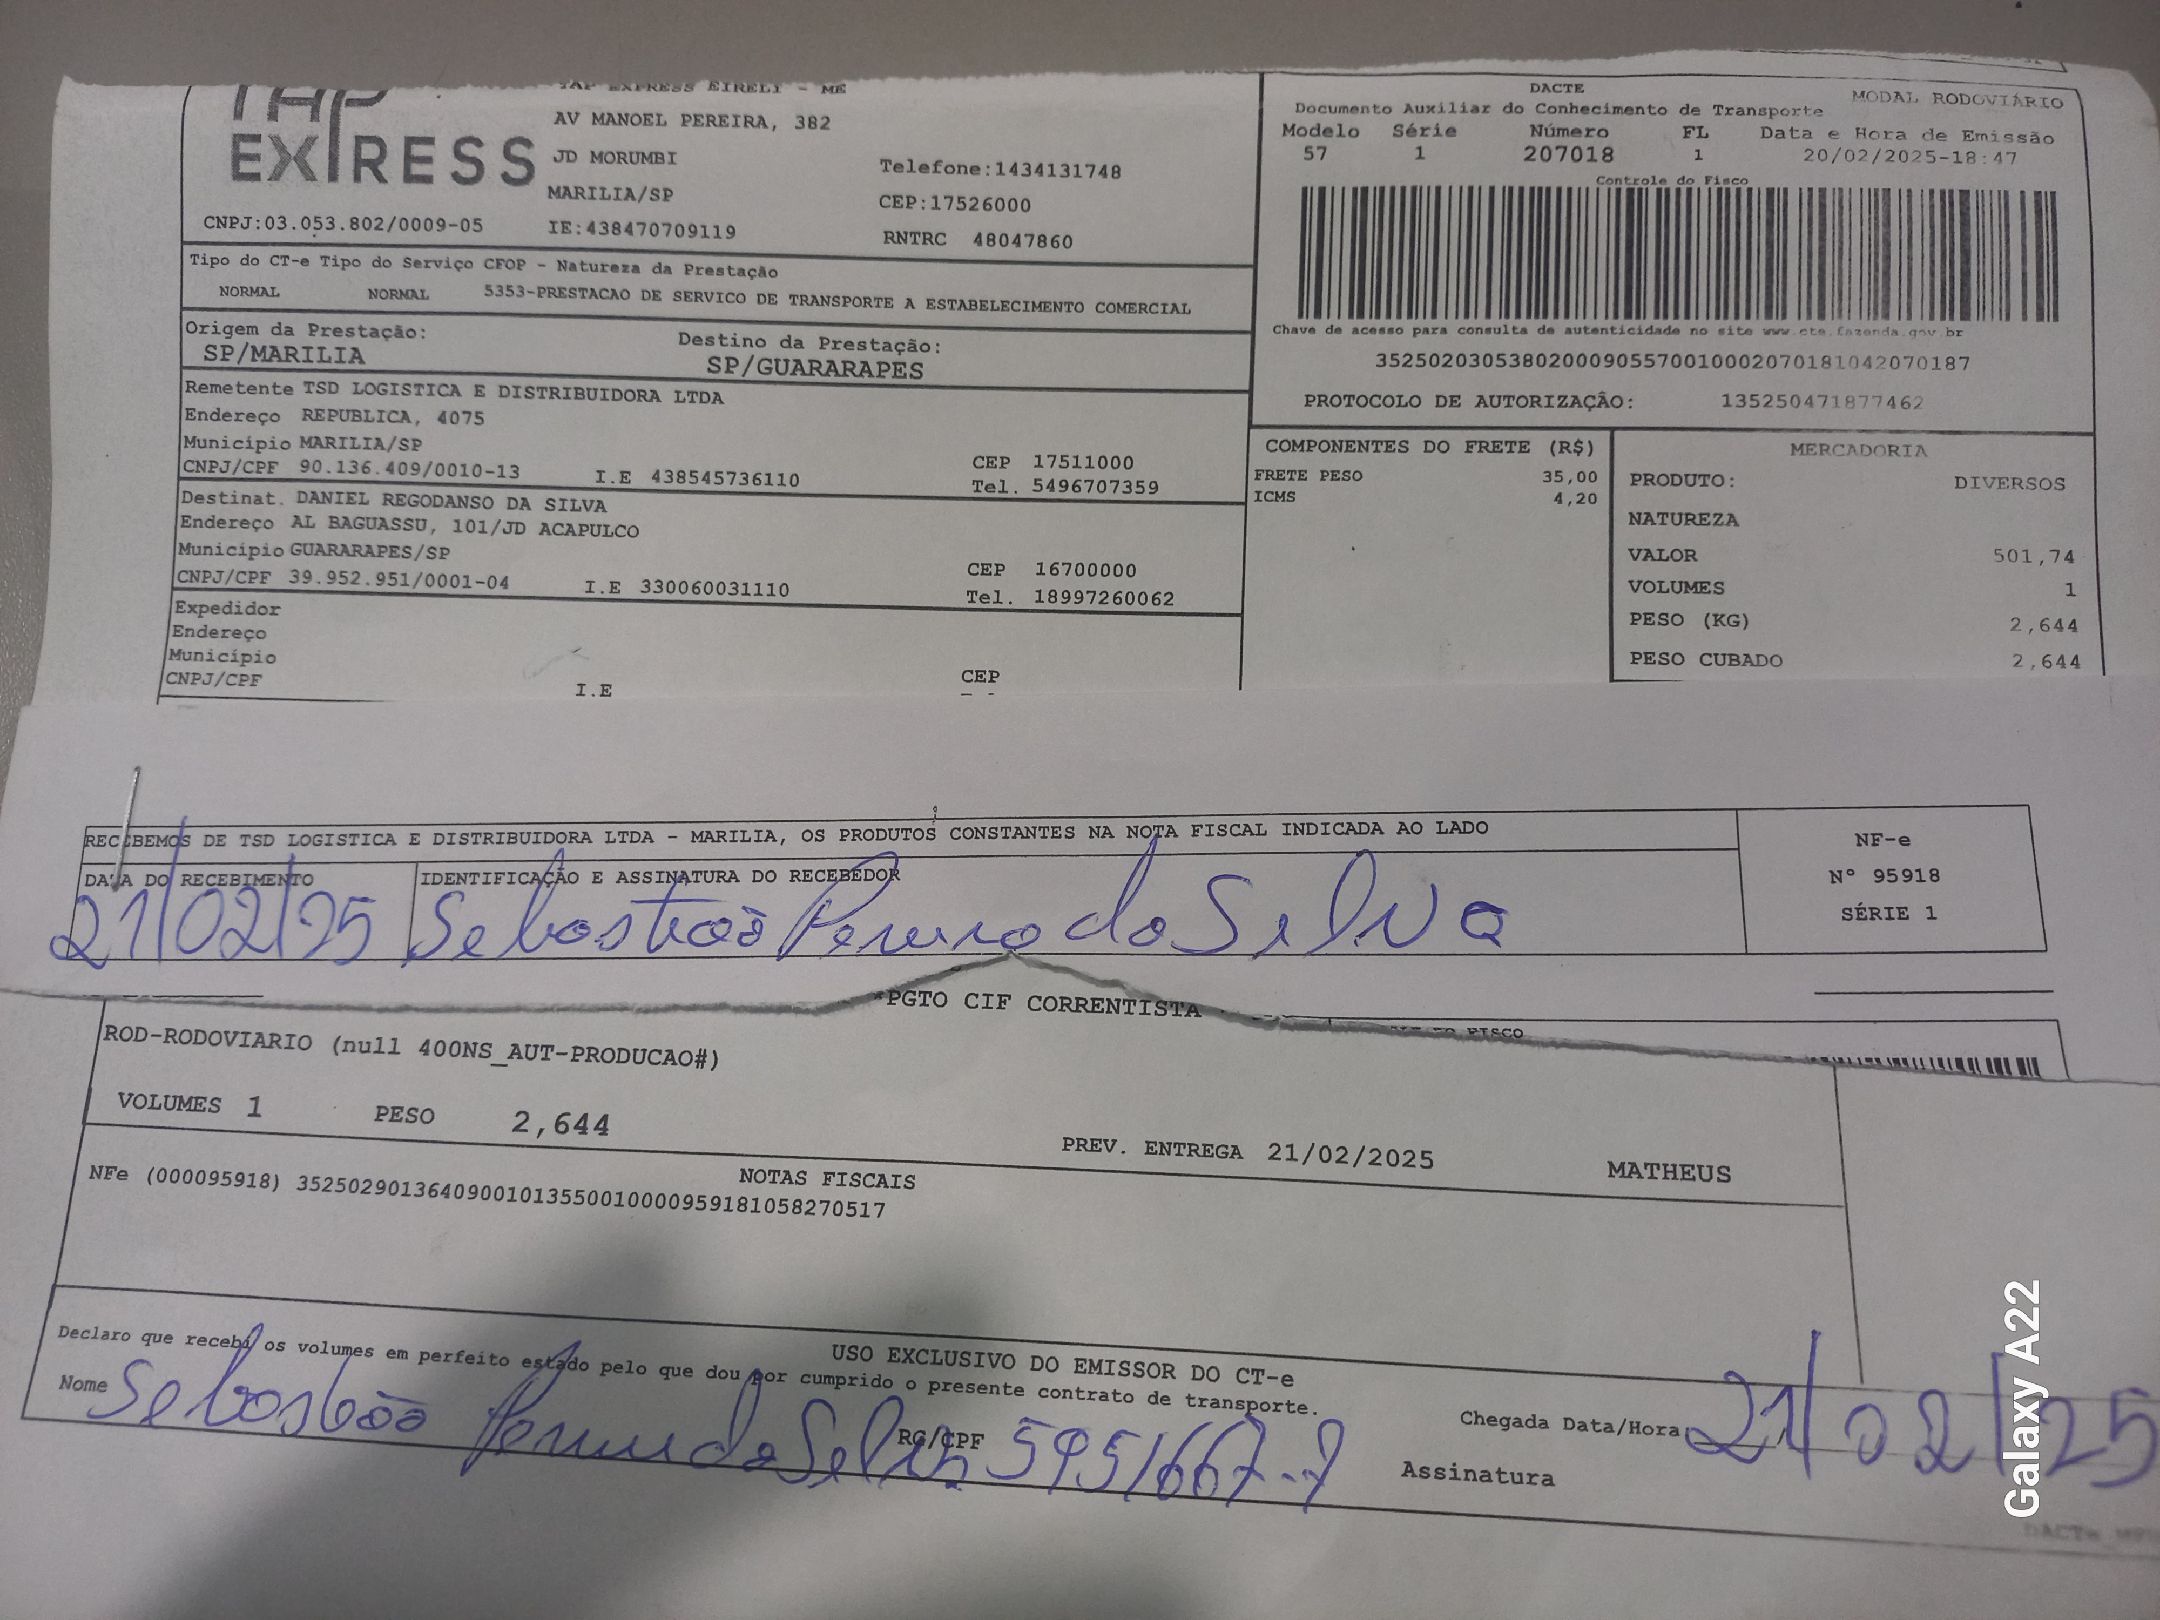 TAP EXPRESS EIRELI - ME
TAP
EXPRESS
AV MANOEL PEREIRA, 382
JD MORUMBI
MARILIA/SP
Telefone:1434131748
CEP:17526000
CNPJ:03.053.802/0009-05
IE:438470709119
RNTRC 48047860
DACTE
MODAL RODOVIÁRIO
Documento Auxiliar do Conhecimento de Transporte
Modelo Série Número FL Data e Hora de Emissão
57 1 207018 1 20/02/2025-18:47
Controle do Fisco
Chave de acesso para consulta de autenticidade no site www.cte.fazenda.gov.br
35250203053802000905570010002070181042070187
PROTOCOLO DE AUTORIZAÇÃO: 135250471877462
Tipo do CT-e Tipo do Serviço CFOP - Natureza da Prestação
NORMAL NORMAL 5353-PRESTACAO DE SERVICO DE TRANSPORTE A ESTABELECIMENTO COMERCIAL
Origem da Prestação: Destino da Prestação:
SP/MARILIA SP/GUARARAPES
Remetente TSD LOGISTICA E DISTRIBUIDORA LTDA
Endereço REPUBLICA, 4075
Município MARILIA/SP CEP 17511000
CNPJ/CPF 90.136.409/0010-13 I.E 438545736110 Tel. 5496707359
Destinat. DANIEL REGODANSO DA SILVA
Endereço AL BAGUASSU, 101/JD ACAPULCO
Município GUARARAPES/SP CEP 16700000
CNPJ/CPF 39.952.951/0001-04 I.E 330060031110 Tel. 18997260062
Expedidor
Endereço
Município CEP
CNPJ/CPF I.E
COMPONENTES DO FRETE (R$)
FRETE PESO 35,00
ICMS 4,20
MERCADORIA
PRODUTO: DIVERSOS
NATUREZA
VALOR 501,74
VOLUMES 1
PESO (KG) 2,644
PESO CUBADO 2,644
RECEBEMOS DE TSD LOGISTICA E DISTRIBUIDORA LTDA - MARILIA, OS PRODUTOS CONSTANTES NA NOTA FISCAL INDICADA AO LADO
DATA DO RECEBIMENTO IDENTIFICAÇÃO E ASSINATURA DO RECEBEDOR
21/02/25 Sebastião da Silva
NF-e
N° 95918
SÉRIE 1
*PGTO CIF CORRENTISTA
FISCO
ROD-RODOVIARIO (null 400NS_AUT-PRODUCAO#)
VOLUMES 1 PESO 2,644
PREV. ENTREGA 21/02/2025 MATHEUS
NOTAS FISCAIS
NFe (000095918) 35250290136409001013550010000959181058270517
USO EXCLUSIVO DO EMISSOR DO CT-e
Declaro que recebi os volumes em perfeito estado pelo que dou por cumprido o presente contrato de transporte.
Nome Sebastião da Silva RG/CPF 5951667-7
Chegada Data/Hora 21/02/25
Assinatura
Galaxy A22